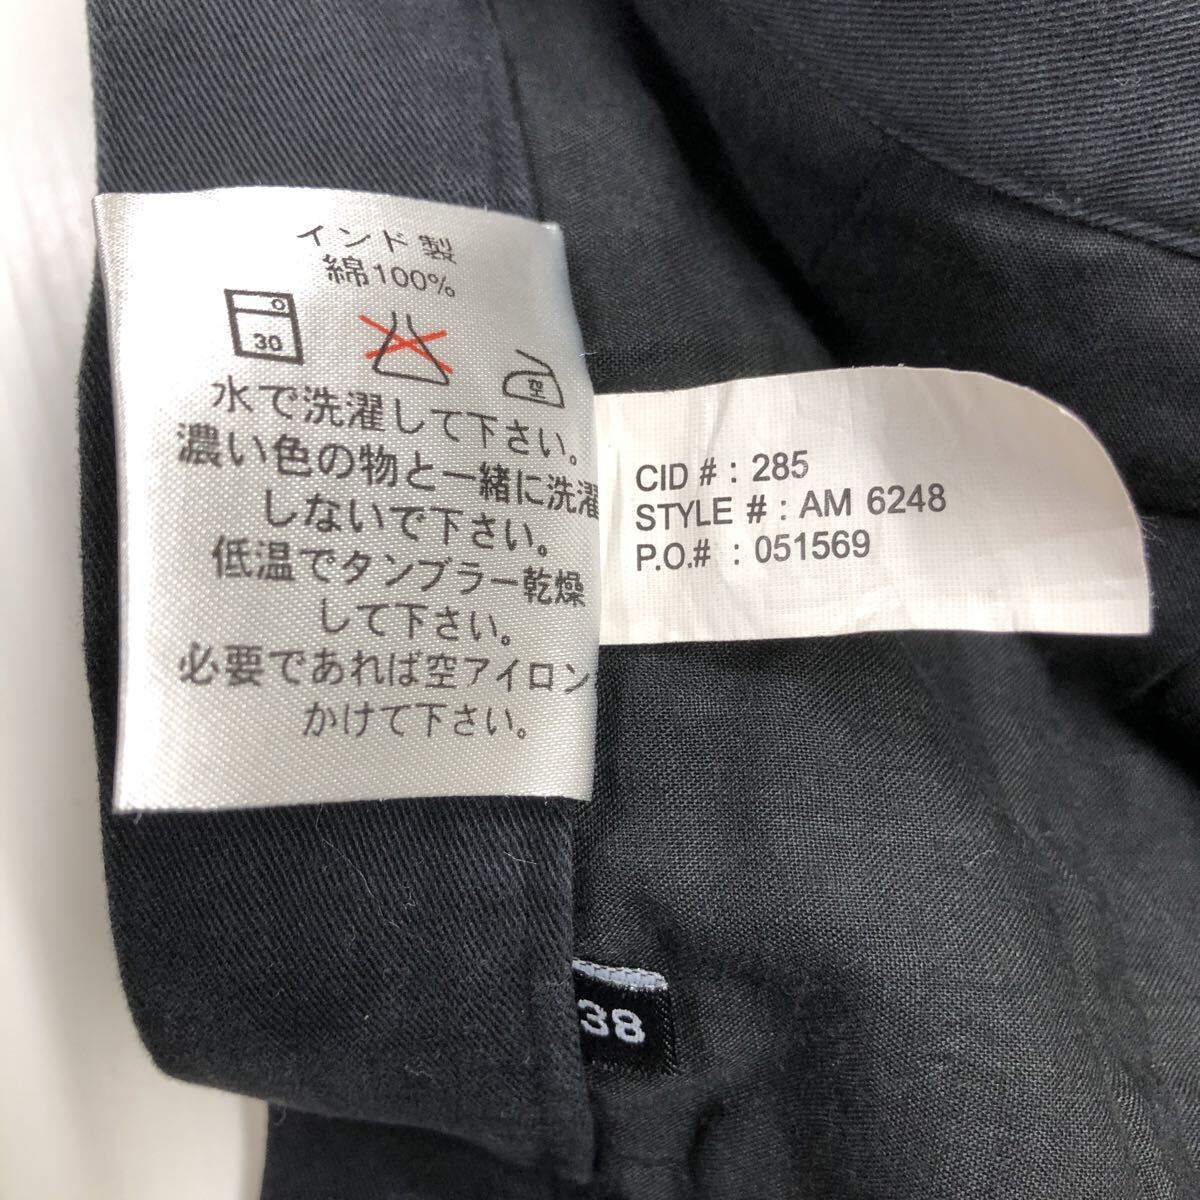 インド製
綿100%
30
空
水で洗濯して下さい。
濃い色の物と一緒に洗濯
しないで下さい。
低温でタンブラー乾燥
して下さい。
必要であれば空アイロン
かけて下さい。
CID # : 285
STYLE # : AM 6248
P.O.# : 051569
38